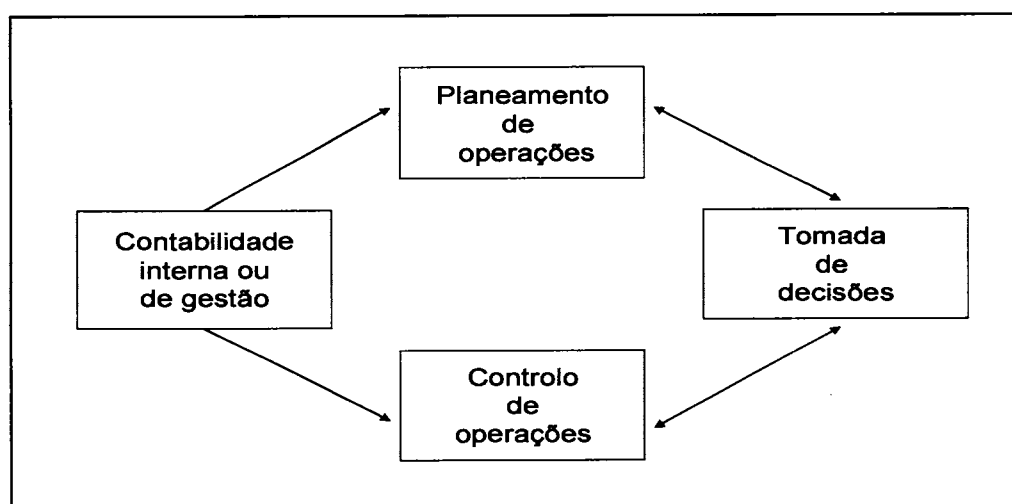 Planeamento
de
operações
Contabilidade
interna ou
de gestão
Tomada
de
decisões
Controlo
de
operações